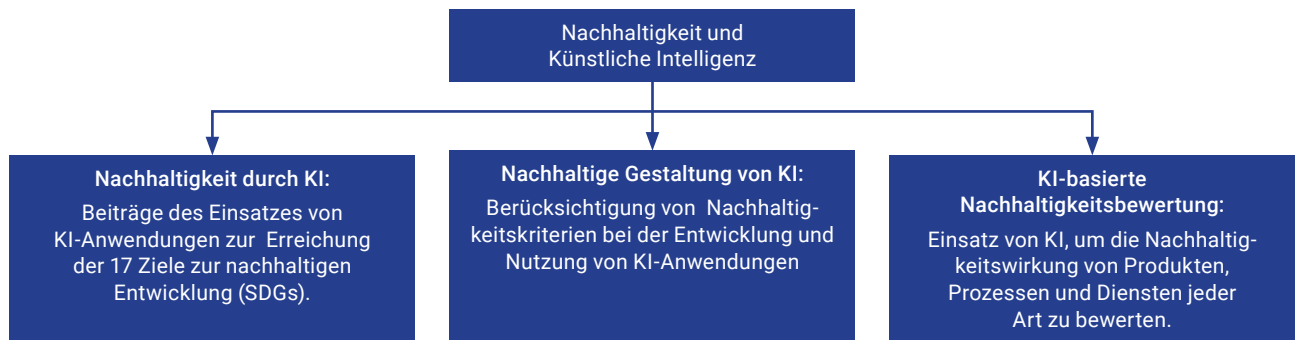 Nachhaltigkeit und
Künstliche Intelligenz
Nachhaltigkeit durch KI:
Beiträge des Einsatzes von
KI-Anwendungen zur Erreichung
der 17 Ziele zur nachhaltigen
Entwicklung (SDGs).
Nachhaltige Gestaltung von KI:
Berücksichtigung von Nachhaltig-
keitskriterien bei der Entwicklung und
Nutzung von KI-Anwendungen
KI-basierte
Nachhaltigkeitsbewertung:
Einsatz von KI, um die Nachhaltig-
keitswirkung von Produkten,
Prozessen und Diensten jeder
Art zu bewerten.